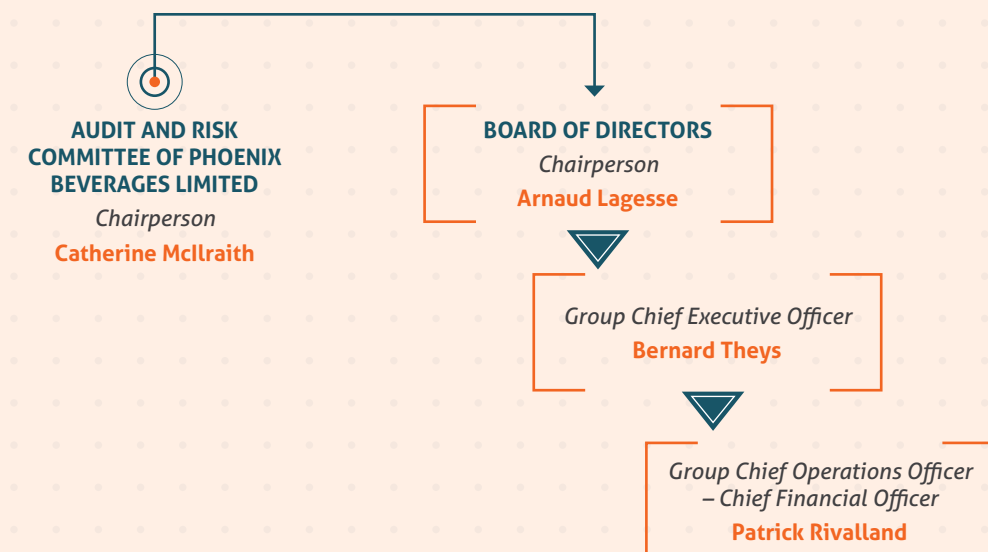 AUDIT AND RISK
COMMITTEE OF PHOENIX
BEVERAGES LIMITED
Chairperson
Catherine McIlraith
BOARD OF DIRECTORS
Chairperson
Arnaud Lagesse
Group Chief Executive Officer
Bernard Theys
Group Chief Operations Officer
– Chief Financial Officer
Patrick Rivalland